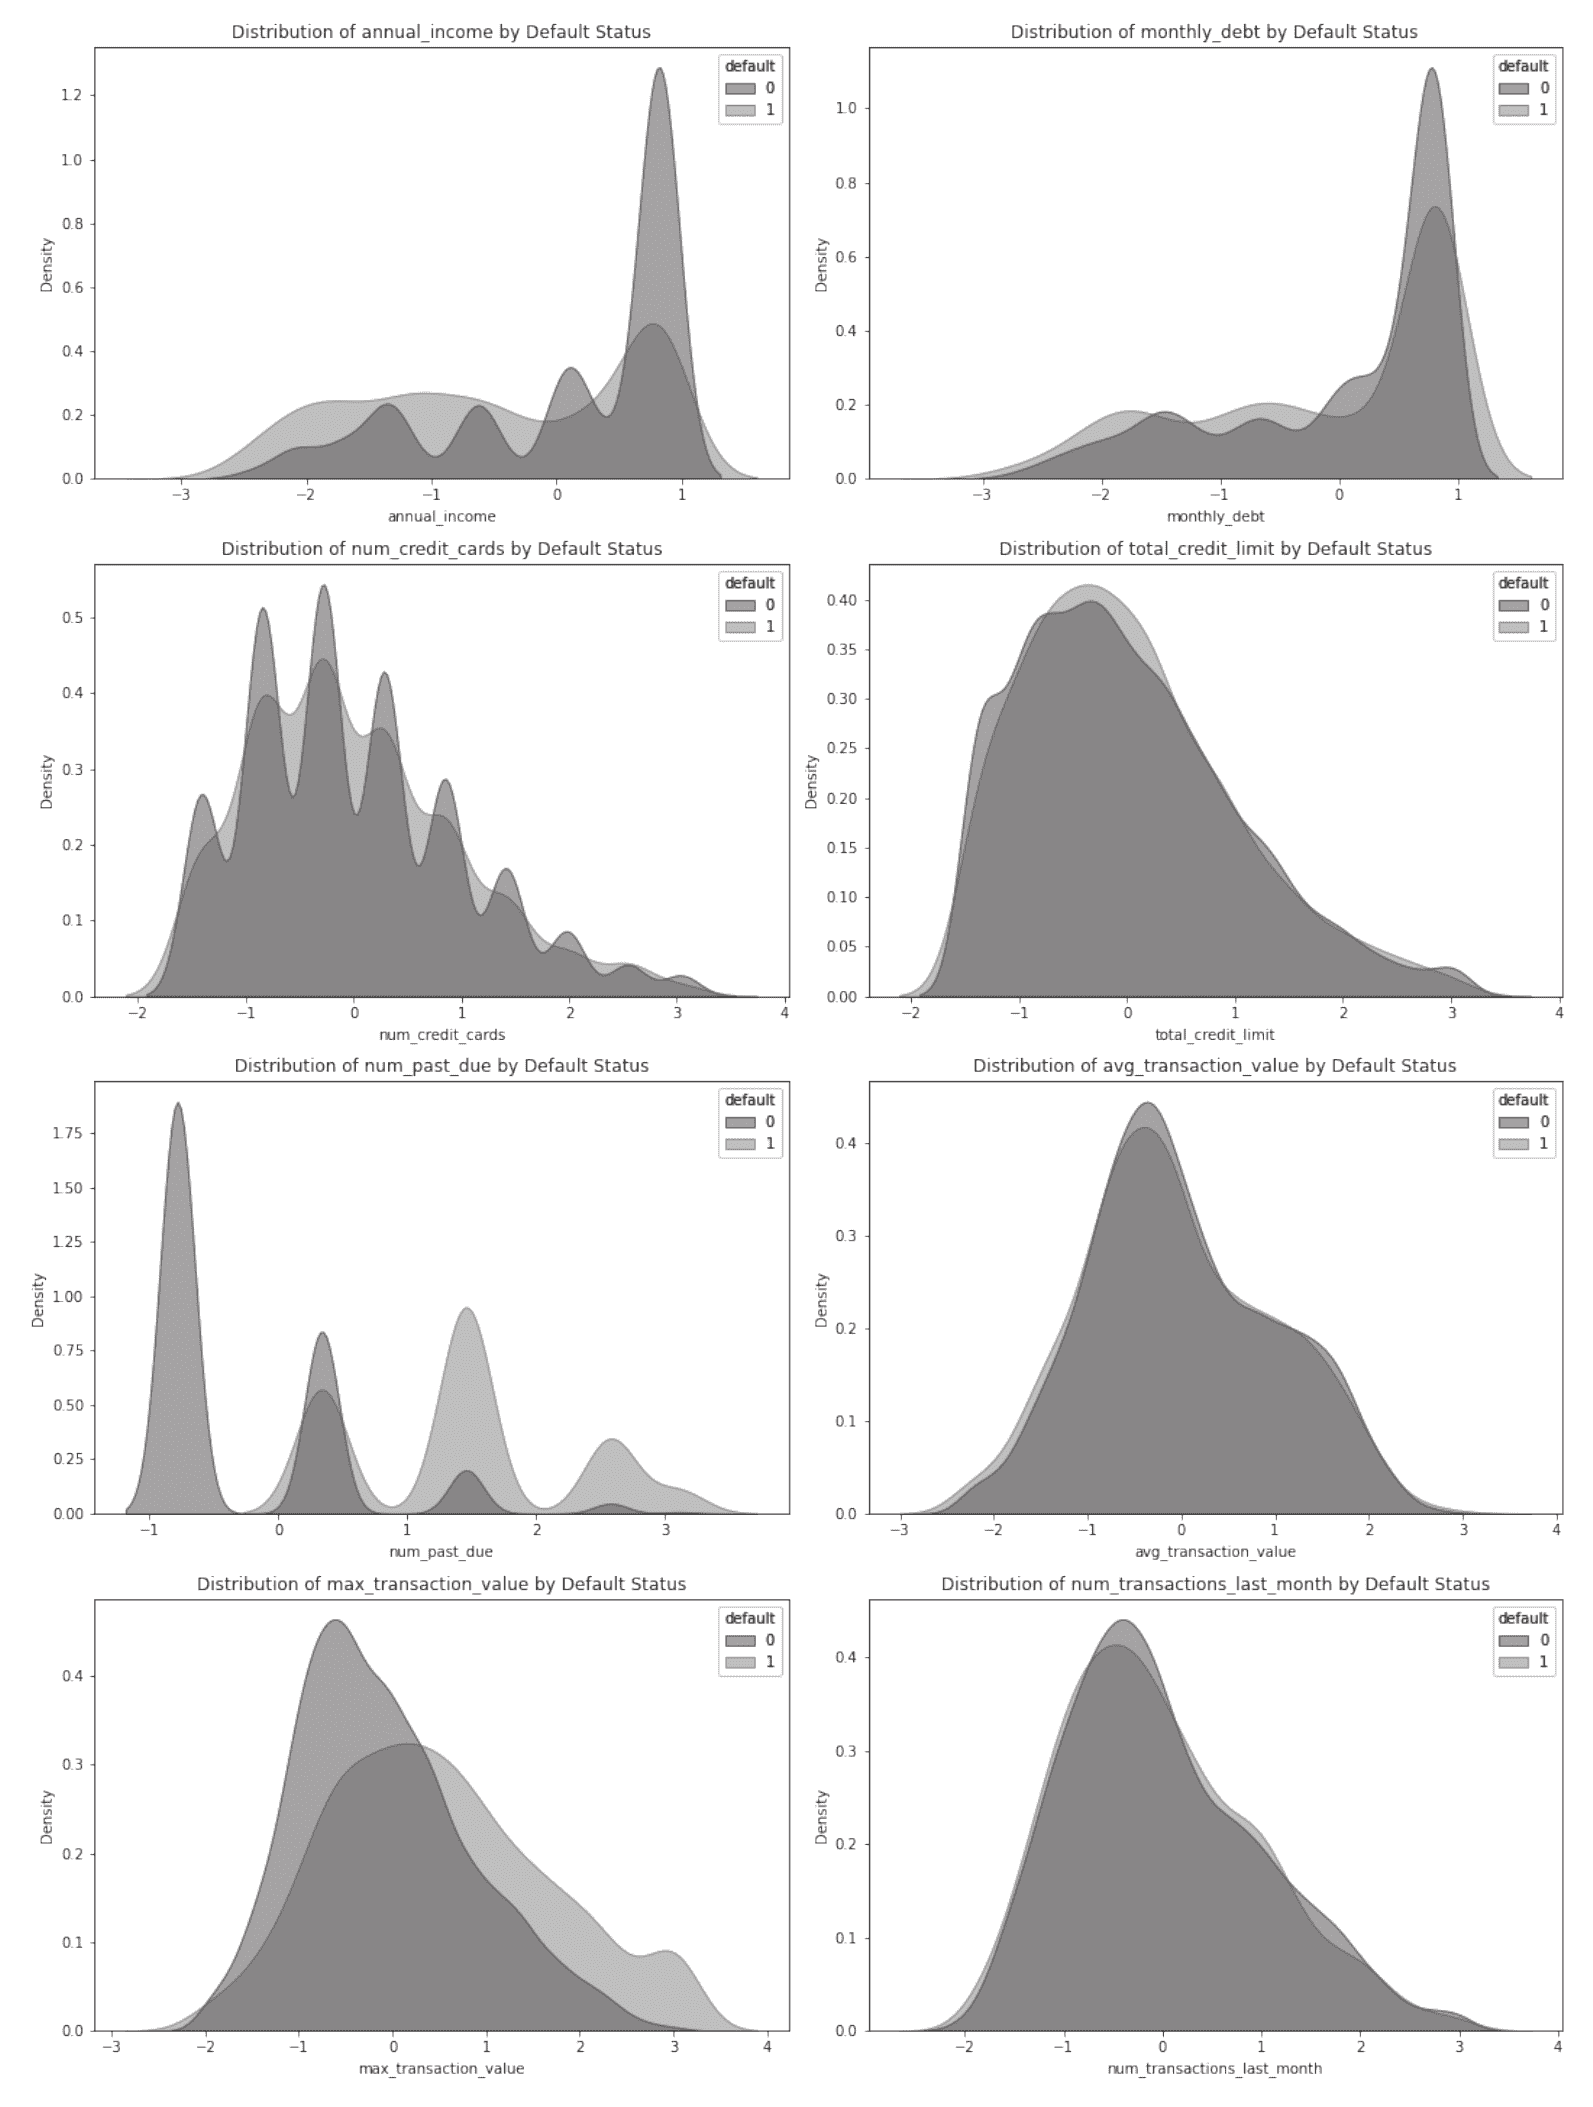 Distribution of annual_income by Default Status
default
0
1
1.2
1.0
0.8
0.6
0.4
0.2
0.0
Density
−3 −2 −1 0 1
annual_income
Distribution of monthly_debt by Default Status
default
0
1
1.0
0.8
0.6
0.4
0.2
0.0
Density
−3 −2 −1 0 1
monthly_debt
Distribution of num_credit_cards by Default Status
default
0
1
0.5
0.4
0.3
0.2
0.1
0.0
Density
−2 −1 0 1 2 3 4
num_credit_cards
Distribution of total_credit_limit by Default Status
default
0
1
0.40
0.35
0.30
0.25
0.20
0.15
0.10
0.05
0.00
Density
−2 −1 0 1 2 3 4
total_credit_limit
Distribution of num_past_due by Default Status
default
0
1
1.75
1.50
1.25
1.00
0.75
0.50
0.25
0.00
Density
−1 0 1 2 3
num_past_due
Distribution of avg_transaction_value by Default Status
default
0
1
0.4
0.3
0.2
0.1
0.0
Density
−3 −2 −1 0 1 2 3 4
avg_transaction_value
Distribution of max_transaction_value by Default Status
default
0
1
0.4
0.3
0.2
0.1
0.0
Density
−3 −2 −1 0 1 2 3 4
max_transaction_value
Distribution of num_transactions_last_month by Default Status
default
0
1
0.4
0.3
0.2
0.1
0.0
Density
−2 −1 0 1 2 3 4
num_transactions_last_month